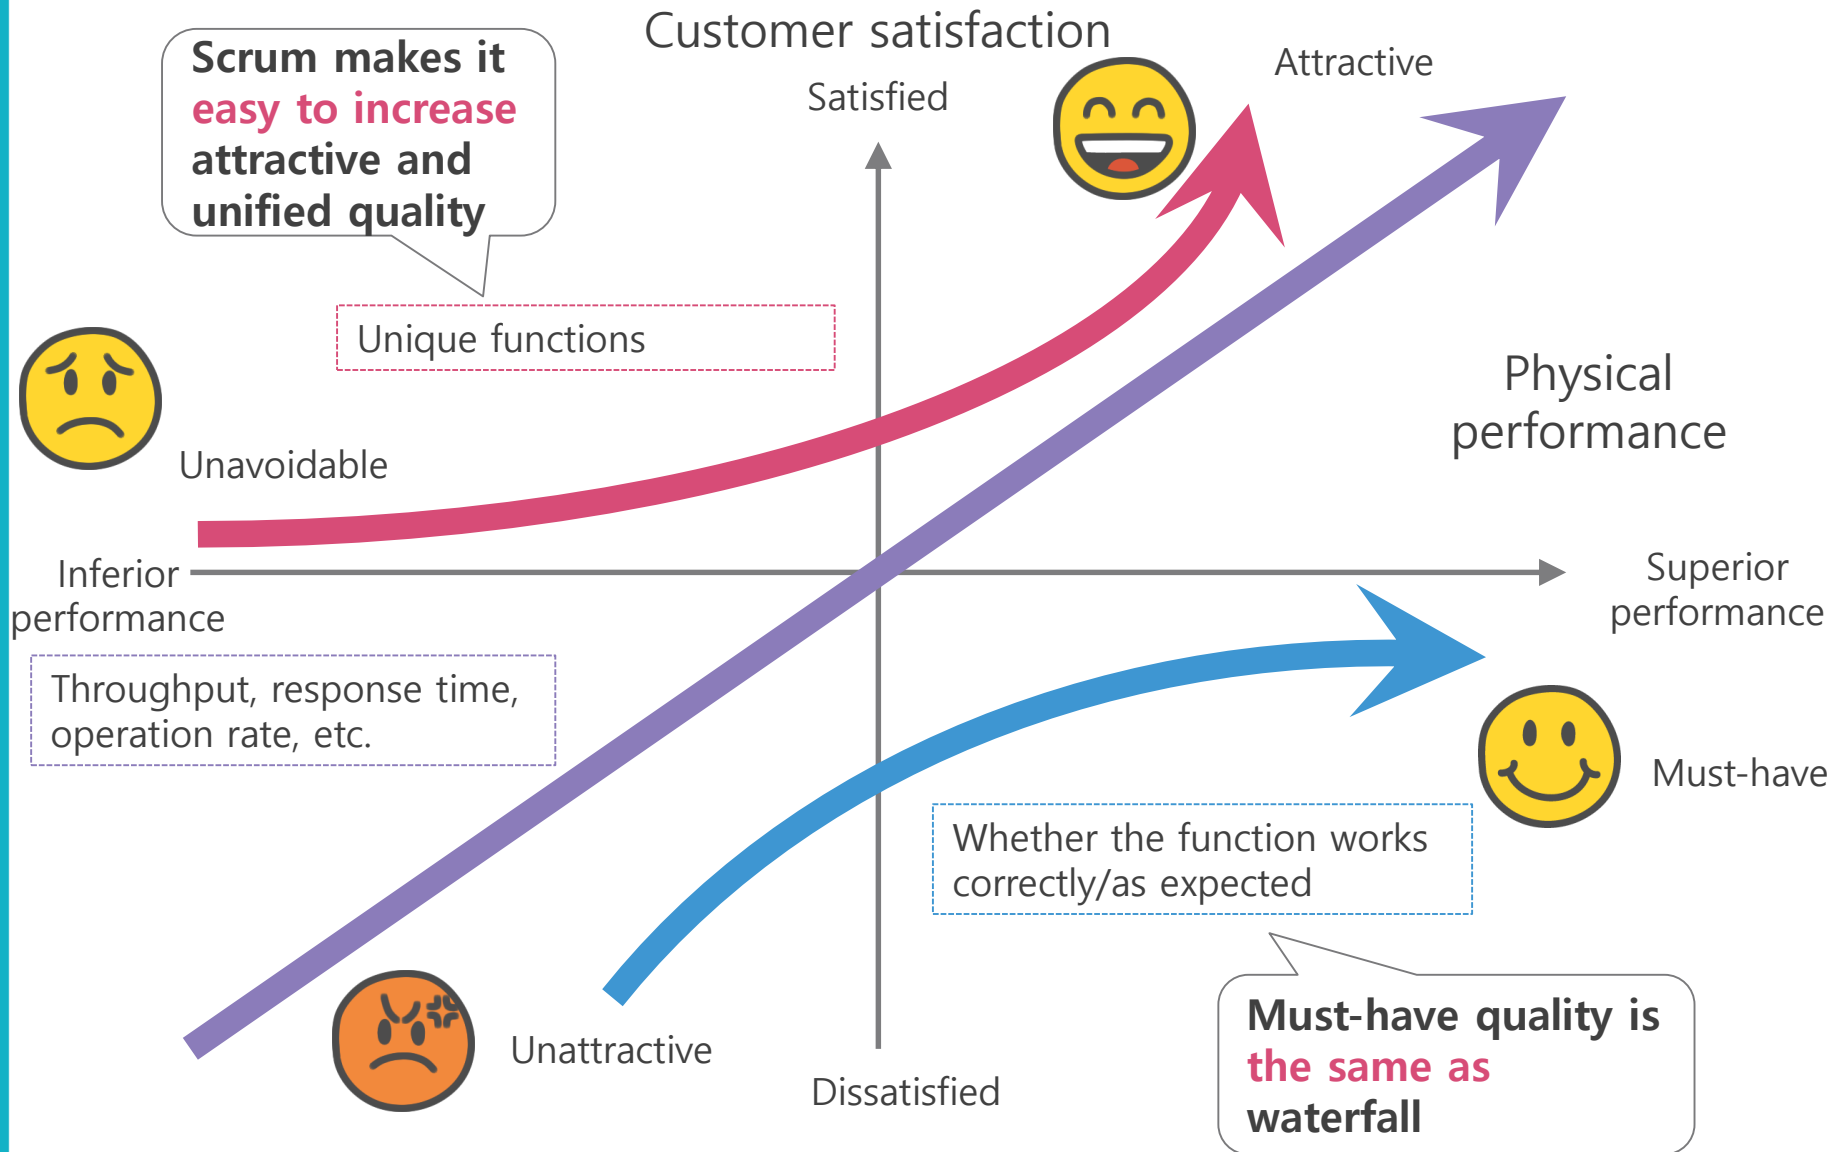 Customer satisfaction
Scrum makes it
easy to increase
attractive and
unified quality
Satisfied
Attractive
Unique functions
Physical
performance
Unavoidable
Inferior
performance
Superior
performance
Throughput, response time,
operation rate, etc.
Must-have
Whether the function works
correctly/as expected
Unattractive
Dissatisfied
Must-have quality is
the same as
waterfall